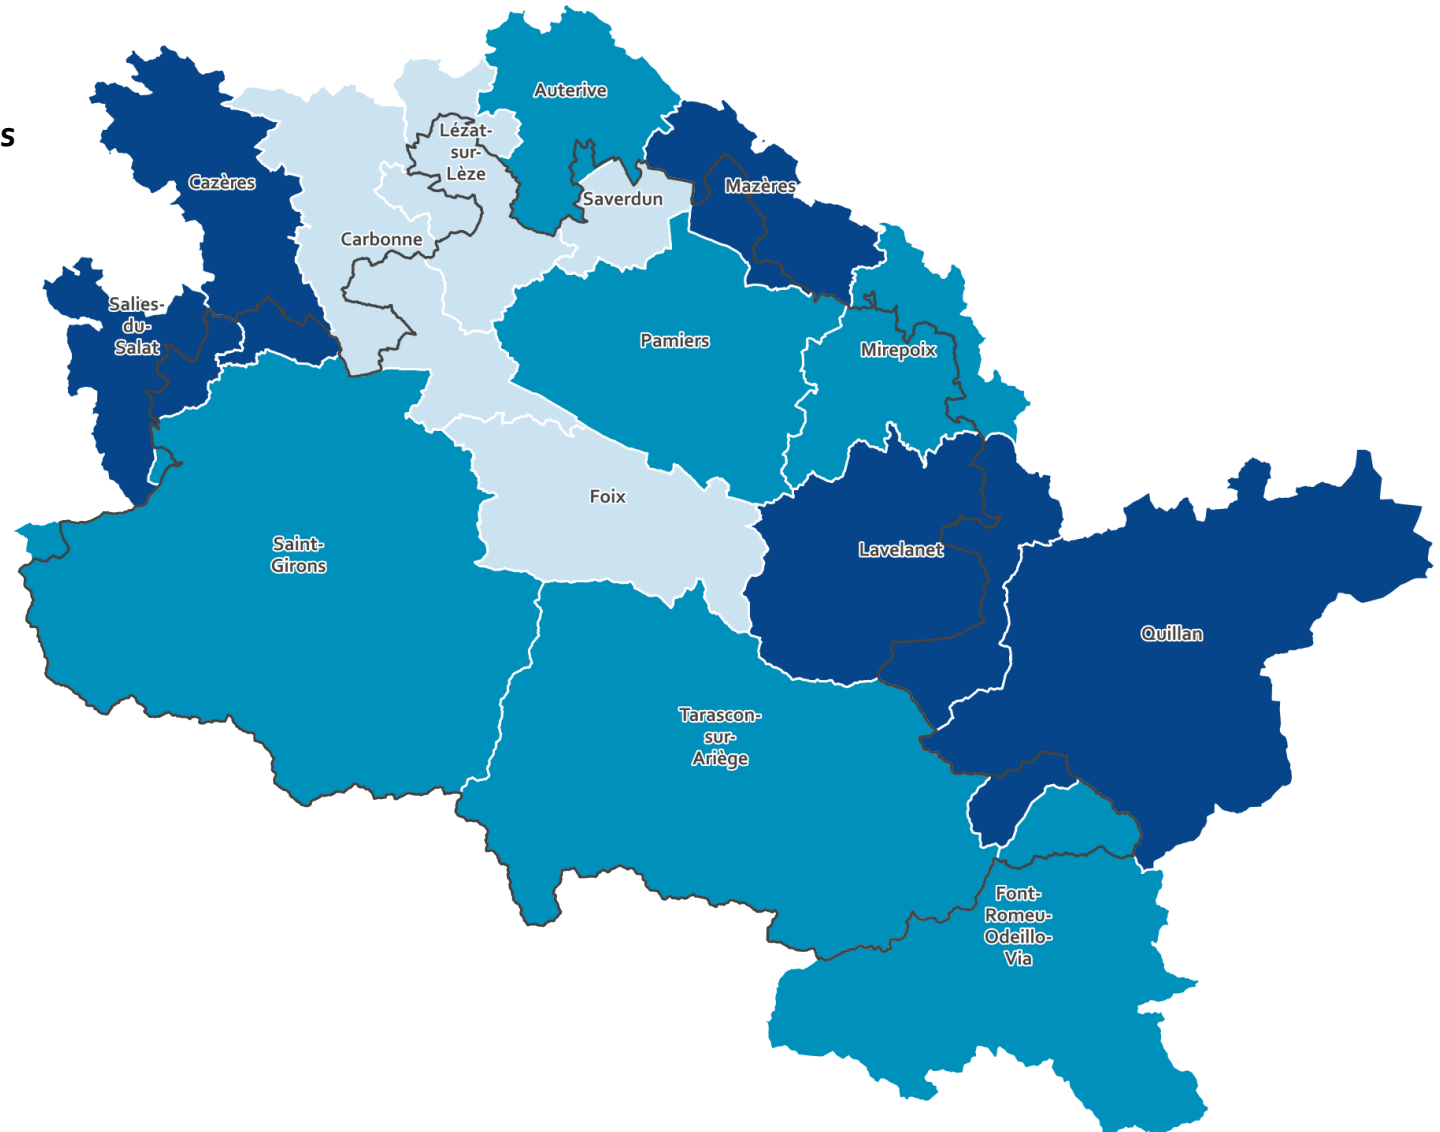 Auterive
s
Lézat-
sur-
Lèze
Cazères
Mazères
Saverdun
Carbonne
Salies-
du-
Salat
Pamiers
Mirepoix
Foix
Saint-
Girons
Lavelanet
Quillan
Tarascon-
sur-
Ariège
Font-
Romeu-
Odeillo-
Via